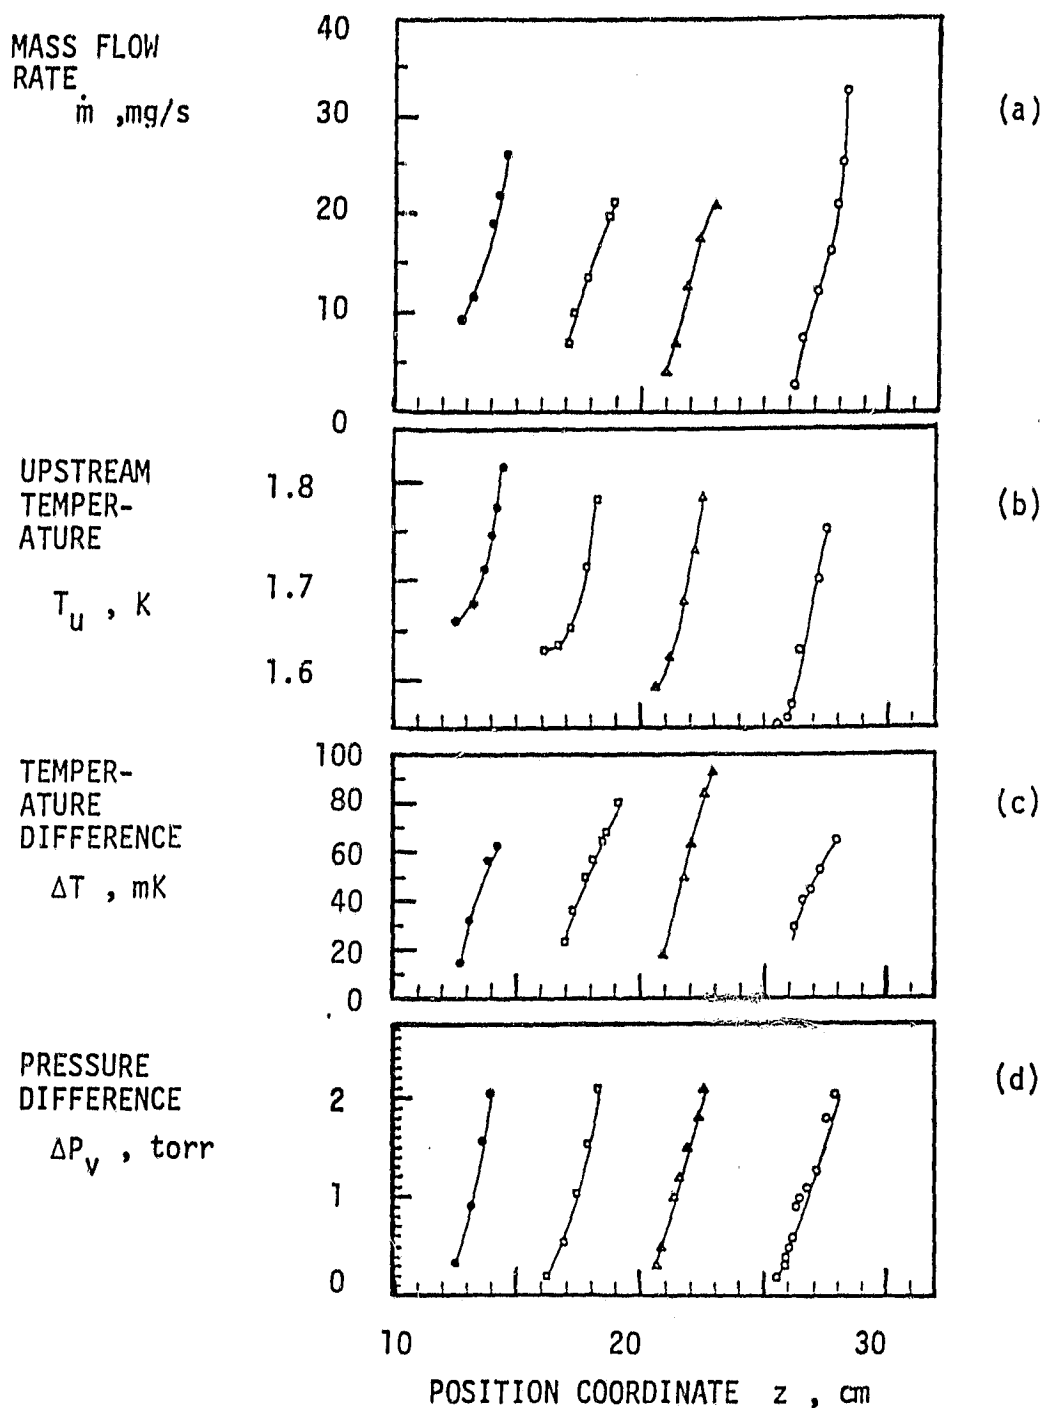 MASS FLOW
RATE
ṁ ,mg/s
40
30
20
10
0
(a)
UPSTREAM
TEMPER-
ATURE
T_u , K
1.8
1.7
1.6
(b)
TEMPER-
ATURE
DIFFERENCE
ΔT , mK
100
80
60
40
20
0
(c)
PRESSURE
DIFFERENCE
ΔP_v , torr
2
1
0
(d)
10 20 30
POSITION COORDINATE z , cm